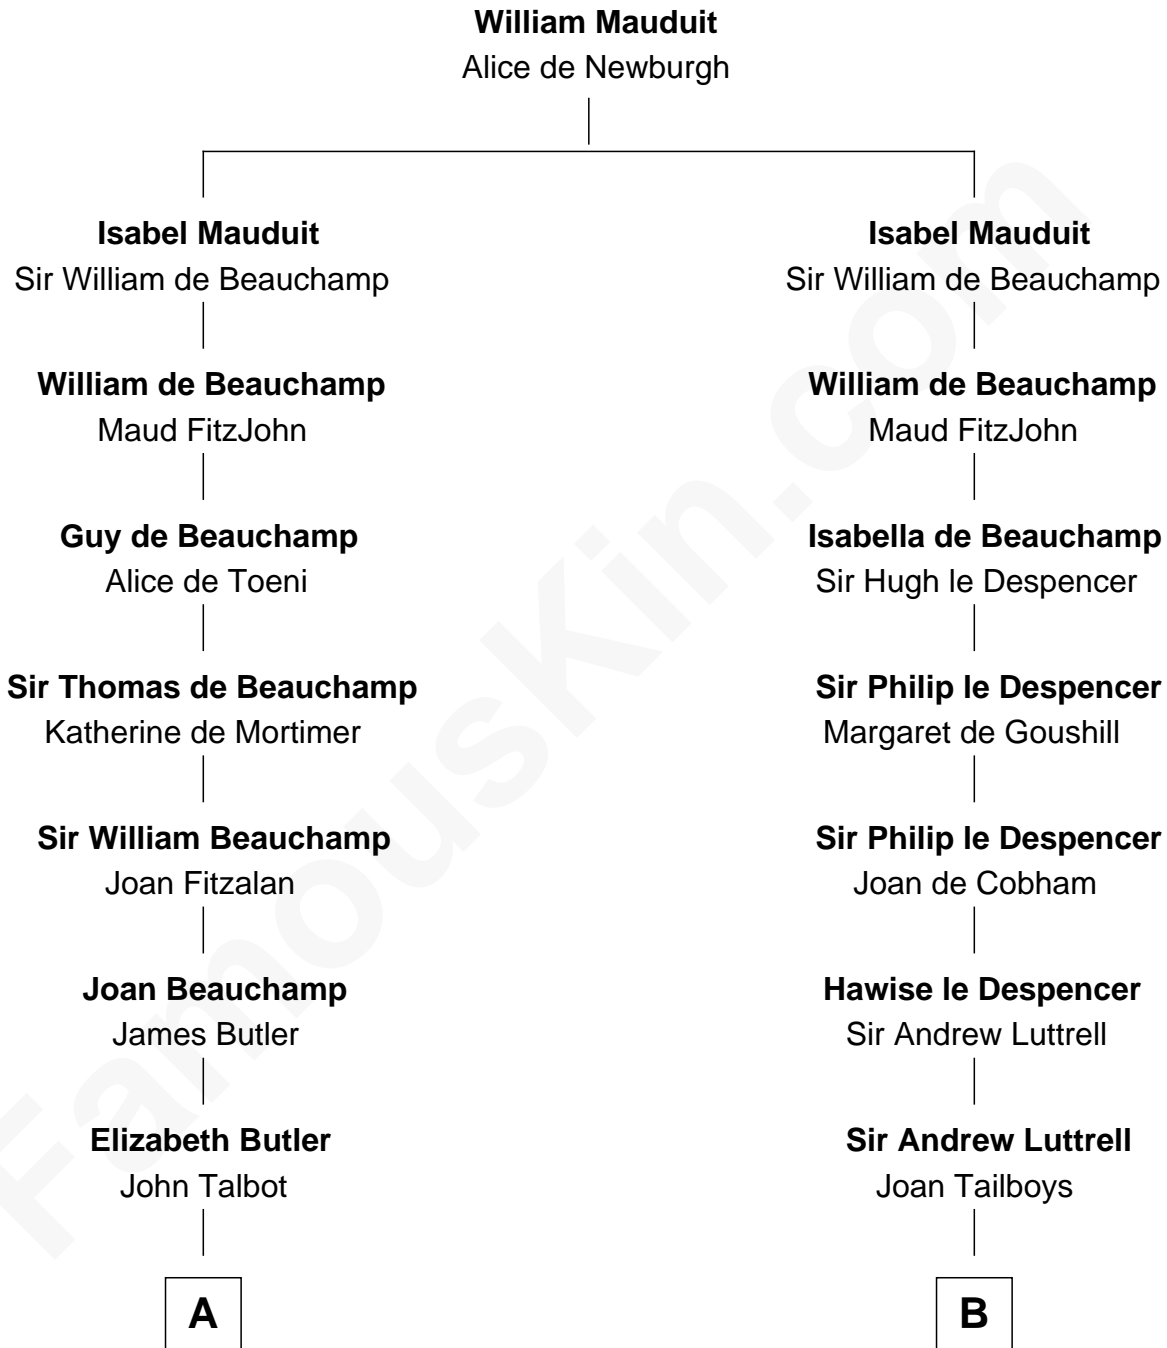 William Mauduit
Alice de Newburgh
Isabel Mauduit
Sir William de Beauchamp
Isabel Mauduit
Sir William de Beauchamp
William de Beauchamp
Maud FitzJohn
William de Beauchamp
Maud FitzJohn
Guy de Beauchamp
Alice de Toeni
Isabella de Beauchamp
Sir Hugh le Despencer
Sir Thomas de Beauchamp
Katherine de Mortimer
Sir Philip le Despencer
Margaret de Goushill
Sir William Beauchamp
Joan Fitzalan
Sir Philip le Despencer
Joan de Cobham
Joan Beauchamp
James Butler
Hawise le Despencer
Sir Andrew Luttrell
Elizabeth Butler
John Talbot
Sir Andrew Luttrell
Joan Tailboys
A
B
FamousKin.com